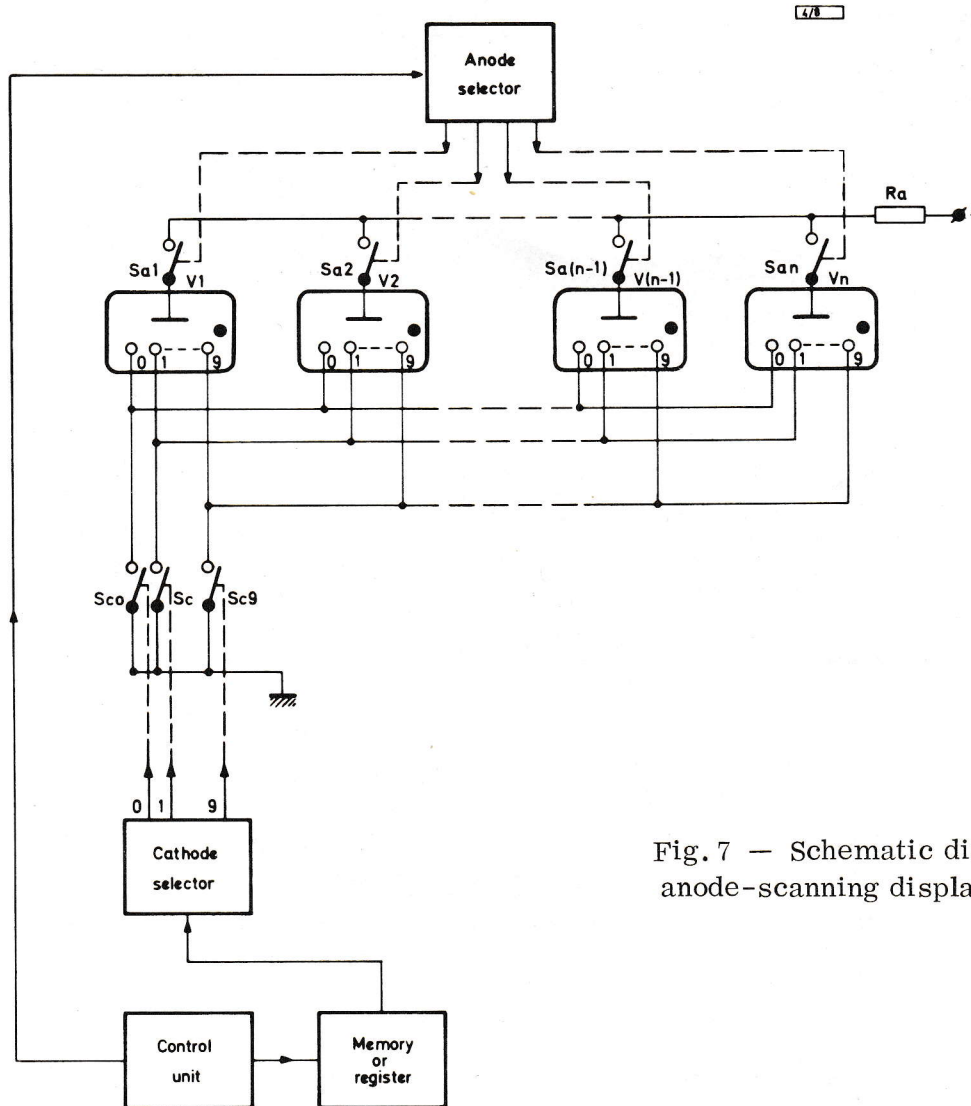 4/8
Anode
selector
Ra
Sa1
V1
Sa2
V2
Sa(n-1)
V(n-1)
San
Vn
0 1 9
0 1 9
0 1 9
0 1 9
Sco
Sc
Sc9
0 1 9
Cathode
selector
Fig. 7 — Schematic di
anode-scanning displa
Control
unit
Memory
or
register